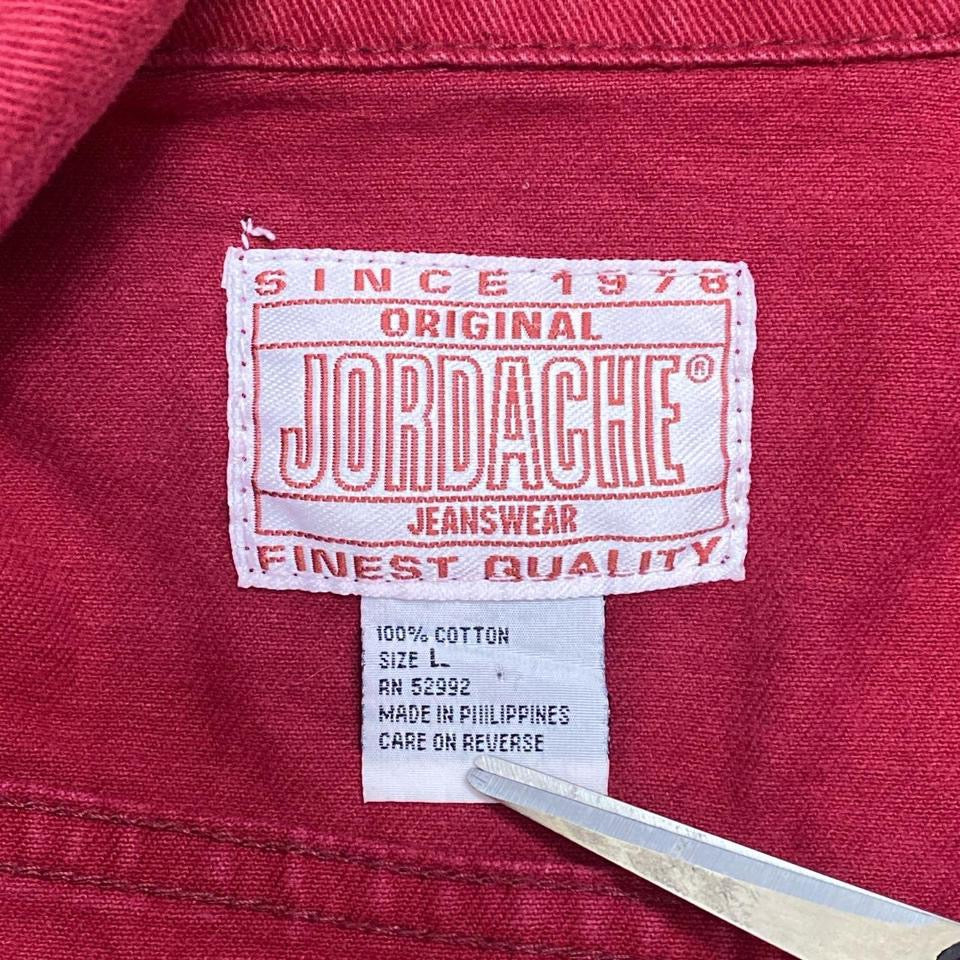 SINCE 1978
ORIGINAL
JORDACHE®
JEANSWEAR
FINEST QUALITY
100% COTTON
SIZE L
RN 52992
MADE IN PHILIPPINES
CARE ON REVERSE